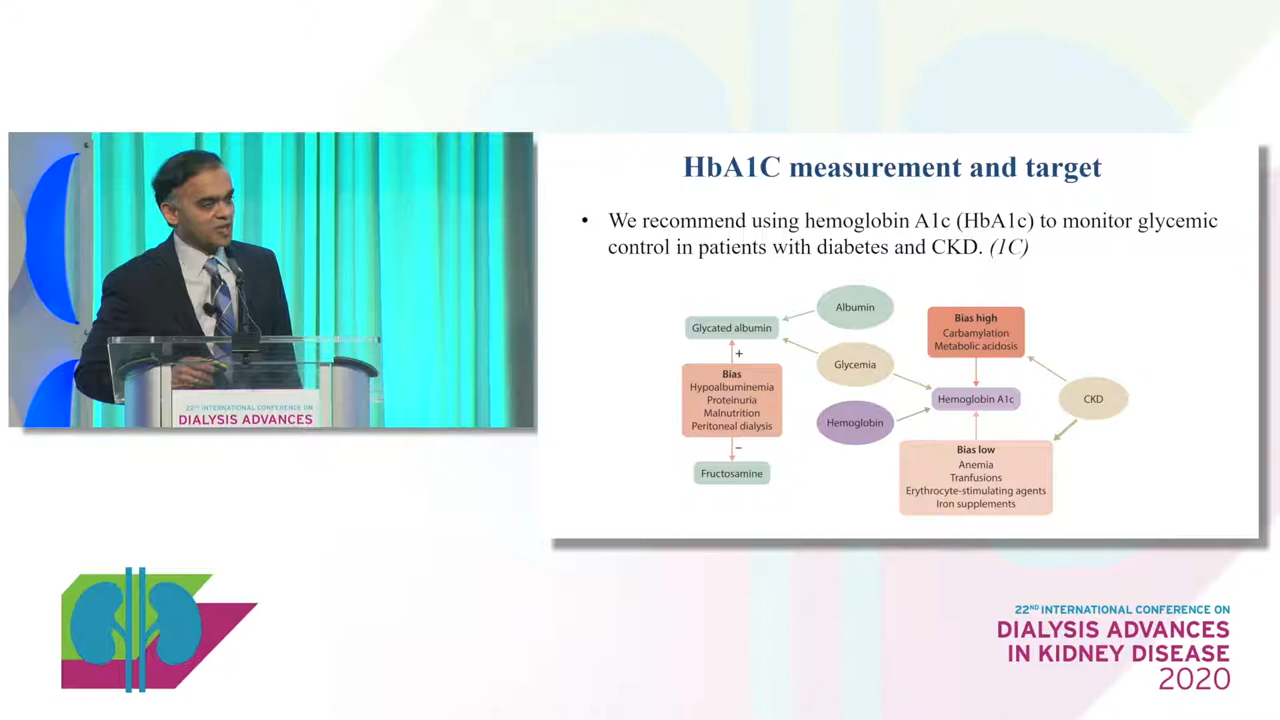 HbA1C measurement and target
• We recommend using hemoglobin A1c (HbA1c) to monitor glycemic
control in patients with diabetes and CKD. (1C)
Albumin
Glycated albumin
Glycemia
+
Bias
Hypoalbuminemia
Proteinuria
Malnutrition
Peritoneal dialysis
–
Fructosamine
Hemoglobin
Bias high
Carbamylation
Metabolic acidosis
Hemoglobin A1c
CKD
Bias low
Anemia
Tranfusions
Erythrocyte-stimulating agents
Iron supplements
22ND INTERNATIONAL CONFERENCE ON
DIALYSIS ADVANCES
22ND INTERNATIONAL CONFERENCE ON
DIALYSIS ADVANCES
IN KIDNEY DISEASE
2020